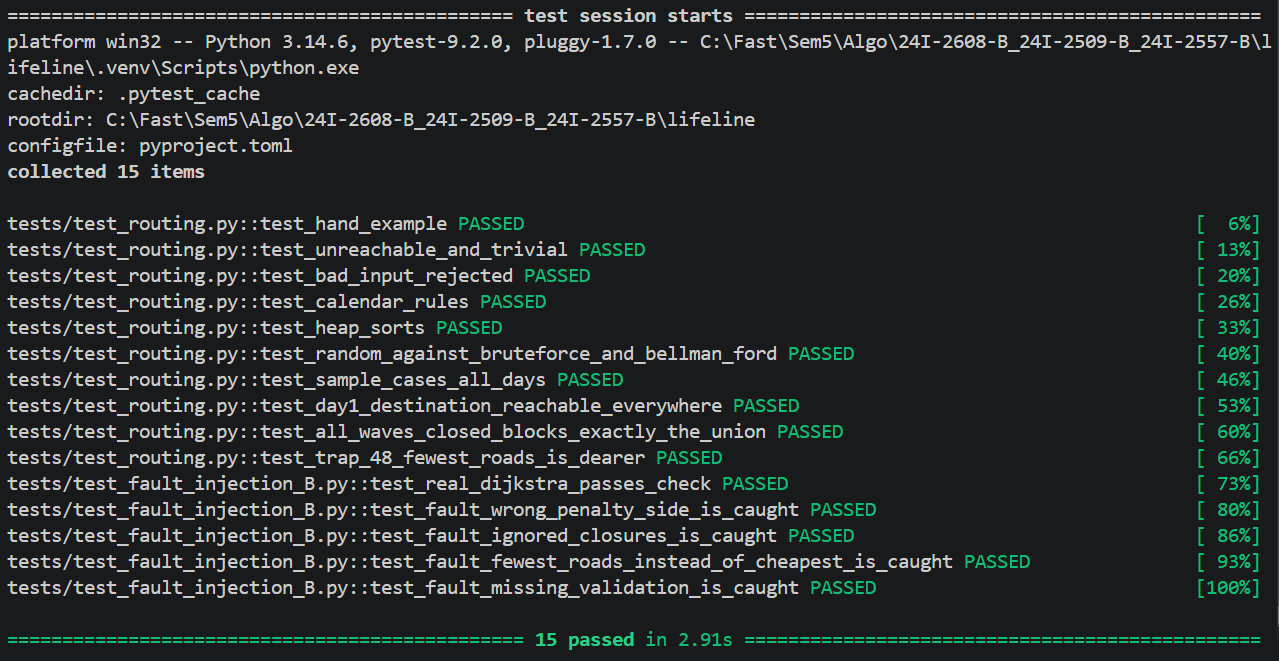 ============================================== test session starts ===============================================
platform win32 -- Python 3.14.6, pytest-9.2.0, pluggy-1.7.0 -- C:\Fast\Sem5\Algo\24I-2608-B_24I-2509-B_24I-2557-B\l
ifeline\.venv\Scripts\python.exe
cachedir: .pytest_cache
rootdir: C:\Fast\Sem5\Algo\24I-2608-B_24I-2509-B_24I-2557-B\lifeline
configfile: pyproject.toml
collected 15 items

tests/test_routing.py::test_hand_example PASSED [  6%]
tests/test_routing.py::test_unreachable_and_trivial PASSED [ 13%]
tests/test_routing.py::test_bad_input_rejected PASSED [ 20%]
tests/test_routing.py::test_calendar_rules PASSED [ 26%]
tests/test_routing.py::test_heap_sorts PASSED [ 33%]
tests/test_routing.py::test_random_against_bruteforce_and_bellman_ford PASSED [ 40%]
tests/test_routing.py::test_sample_cases_all_days PASSED [ 46%]
tests/test_routing.py::test_day1_destination_reachable_everywhere PASSED [ 53%]
tests/test_routing.py::test_all_waves_closed_blocks_exactly_the_union PASSED [ 60%]
tests/test_routing.py::test_trap_48_fewest_roads_is_dearer PASSED [ 66%]
tests/test_fault_injection_B.py::test_real_dijkstra_passes_check PASSED [ 73%]
tests/test_fault_injection_B.py::test_fault_wrong_penalty_side_is_caught PASSED [ 80%]
tests/test_fault_injection_B.py::test_fault_ignored_closures_is_caught PASSED [ 86%]
tests/test_fault_injection_B.py::test_fault_fewest_roads_instead_of_cheapest_is_caught PASSED [ 93%]
tests/test_fault_injection_B.py::test_fault_missing_validation_is_caught PASSED [100%]

=============================================== 15 passed in 2.91s ===============================================